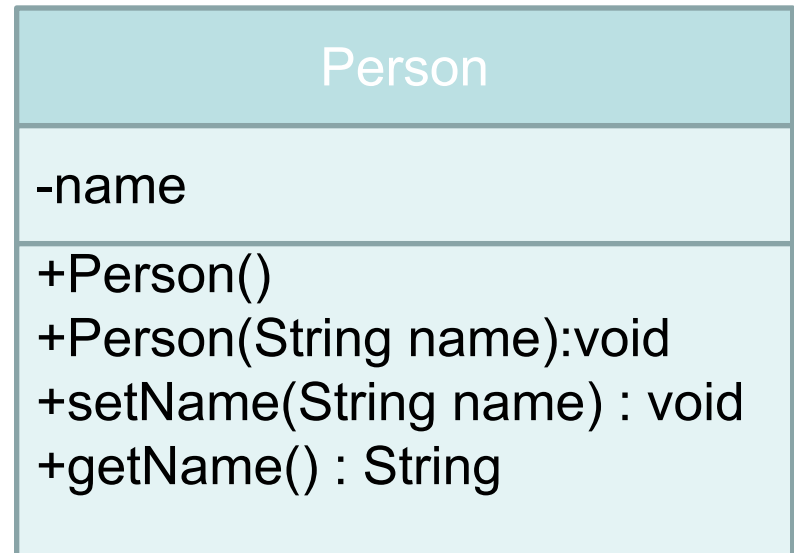 Person
-name
+Person()
+Person(String name):void
+setName(String name) : void
+getName() : String